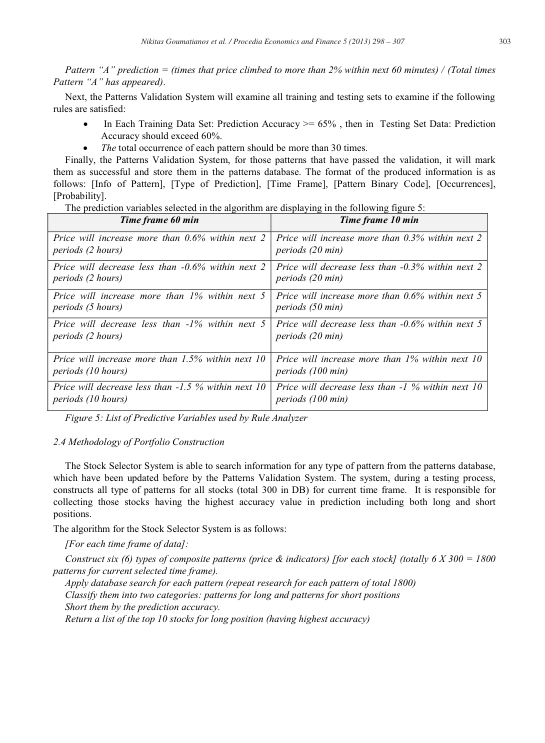 Nikitas Goumatianos et al. / Procedia Economics and Finance 5 (2013) 298 – 307
303
Pattern "A" prediction = (times that price climbed to more than 2% within next 60 minutes) / (Total times
Pattern "A" has appeared).
Next, the Patterns Validation System will examine all training and testing sets to examine if the following
rules are satisfied:
• In Each Training Data Set: Prediction Accuracy >= 65% , then in Testing Set Data: Prediction
Accuracy should exceed 60%.
• The total occurrence of each pattern should be more than 30 times.
Finally, the Patterns Validation System, for those patterns that have passed the validation, it will mark
them as successful and store them in the patterns database. The format of the produced information is as
follows: [Info of Pattern], [Type of Prediction], [Time Frame], [Pattern Binary Code], [Occurrences],
[Probability].
The prediction variables selected in the algorithm are displaying in the following figure 5:
Time frame 60 min
Time frame 10 min
Price will increase more than 0.6% within next 2
periods (2 hours)
Price will increase more than 0.3% within next 2
periods (20 min)
Price will decrease less than -0.6% within next 2
periods (2 hours)
Price will decrease less than -0.3% within next 2
periods (20 min)
Price will increase more than 1% within next 5
periods (5 hours)
Price will increase more than 0.6% within next 5
periods (50 min)
Price will decrease less than -1% within next 5
periods (2 hours)
Price will decrease less than -0.6% within next 5
periods (20 min)
Price will increase more than 1.5% within next 10
periods (10 hours)
Price will increase more than 1% within next 10
periods (100 min)
Price will decrease less than -1.5 % within next 10
periods (10 hours)
Price will decrease less than -1 % within next 10
periods (100 min)
Figure 5: List of Predictive Variables used by Rule Analyzer
2.4 Methodology of Portfolio Construction
The Stock Selector System is able to search information for any type of pattern from the patterns database,
which have been updated before by the Patterns Validation System. The system, during a testing process,
constructs all type of patterns for all stocks (total 300 in DB) for current time frame. It is responsible for
collecting those stocks having the highest accuracy value in prediction including both long and short
positions.
The algorithm for the Stock Selector System is as follows:
[For each time frame of data]:
Construct six (6) types of composite patterns (price & indicators) [for each stock] (totally 6 X 300 = 1800
patterns for current selected time frame).
Apply database search for each pattern (repeat research for each pattern of total 1800)
Classify them into two categories: patterns for long and patterns for short positions
Short them by the prediction accuracy.
Return a list of the top 10 stocks for long position (having highest accuracy)